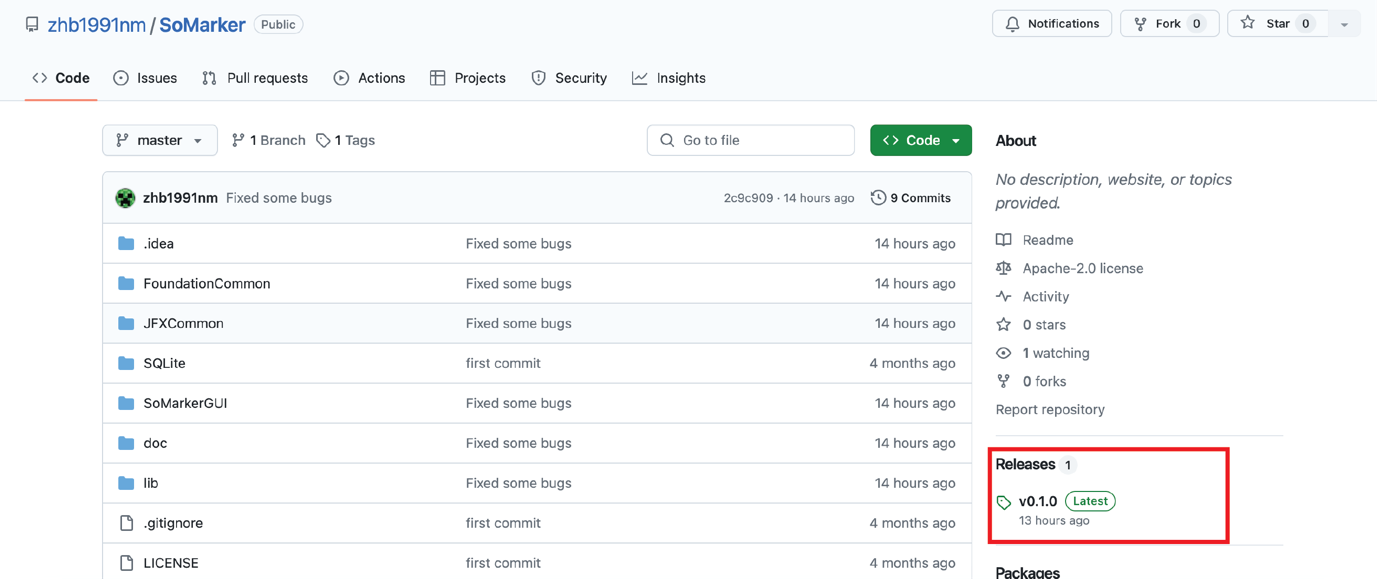 zhb1991nm / SoMarker Public Notifications Fork 0 Star 0
Code Issues Pull requests Actions Projects Security Insights
master 1 Branch 1 Tags Go to file Code
zhb1991nm Fixed some bugs 2c9c909 · 14 hours ago 9 Commits
.idea Fixed some bugs 14 hours ago
FoundationCommon Fixed some bugs 14 hours ago
JFXCommon Fixed some bugs 14 hours ago
SQLite first commit 4 months ago
SoMarkerGUI Fixed some bugs 14 hours ago
doc Fixed some bugs 14 hours ago
lib Fixed some bugs 14 hours ago
.gitignore first commit 4 months ago
LICENSE first commit 4 months ago
About
No description, website, or topics
provided.
Readme
Apache-2.0 license
Activity
0 stars
1 watching
0 forks
Report repository
Releases 1
v0.1.0 Latest
13 hours ago
Packages